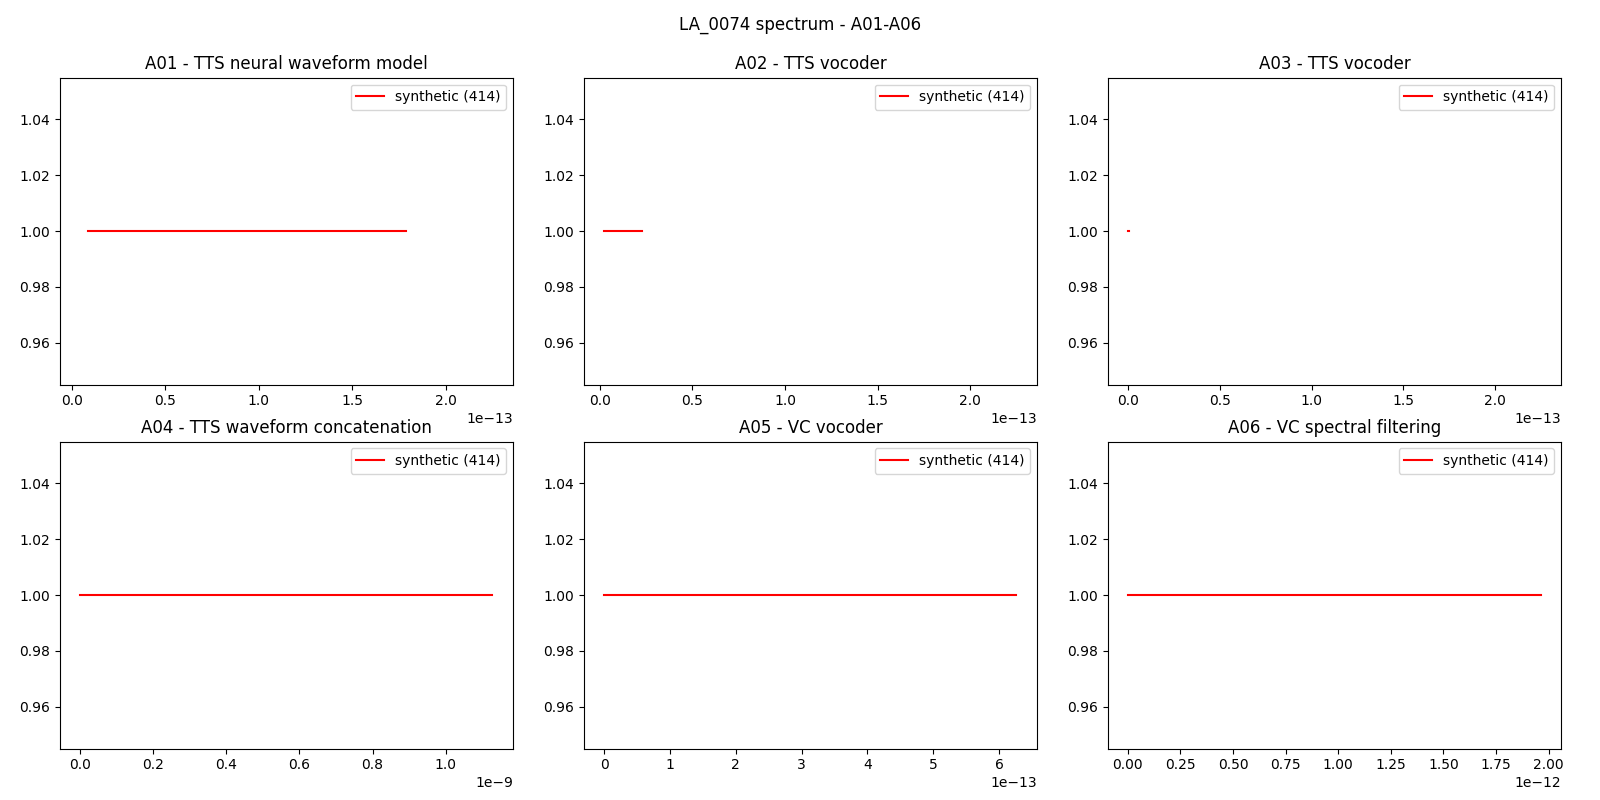 LA_0074 spectrum - A01-A06
A01 - TTS neural waveform model
synthetic (414)
1.04
1.02
1.00
0.98
0.96
0.0 0.5 1.0 1.5 2.0
1e−13
A02 - TTS vocoder
synthetic (414)
1.04
1.02
1.00
0.98
0.96
0.0 0.5 1.0 1.5 2.0
1e−13
A03 - TTS vocoder
synthetic (414)
1.04
1.02
1.00
0.98
0.96
0.0 0.5 1.0 1.5 2.0
1e−13
A04 - TTS waveform concatenation
synthetic (414)
1.04
1.02
1.00
0.98
0.96
0.0 0.2 0.4 0.6 0.8 1.0
1e−9
A05 - VC vocoder
synthetic (414)
1.04
1.02
1.00
0.98
0.96
0 1 2 3 4 5 6
1e−13
A06 - VC spectral filtering
synthetic (414)
1.04
1.02
1.00
0.98
0.96
0.00 0.25 0.50 0.75 1.00 1.25 1.50 1.75 2.00
1e−12